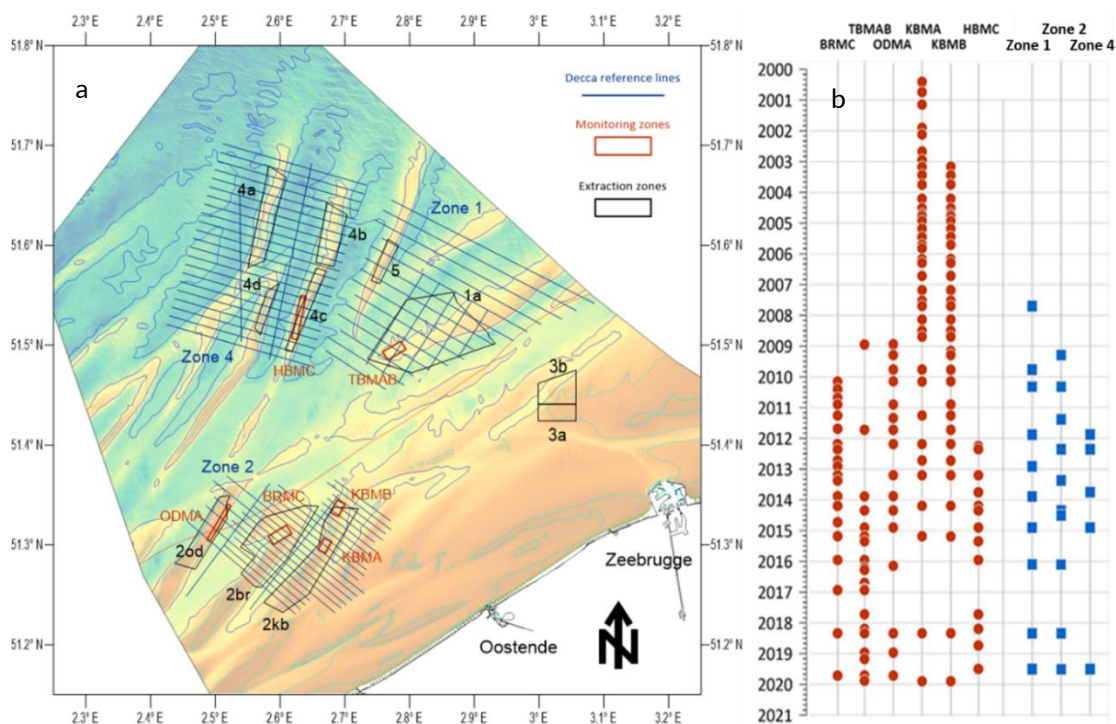 2.3°E 2.4°E 2.5°E 2.6°E 2.7°E 2.8°E 2.9°E 3.0°E 3.1°E 3.2°E
51.8°N 51.8°N
51.7°N 51.7°N
51.6°N 51.6°N
51.5°N 51.5°N
51.4°N 51.4°N
51.3°N 51.3°N
51.2°N 51.2°N
a
Decca reference lines
Monitoring zones
Extraction zones
4a
Zone 1
4b
5
4d
1a
4c
Zone 4
HBMC
TBMAB
3b
3a
Zone 2
BRMC
KBMB
ODMA
KBMA
2od
Zeebrugge
2br
2kb
Oostende
N
2.3°E 2.4°E 2.5°E 2.6°E 2.7°E 2.8°E 2.9°E 3.0°E 3.1°E 3.2°E
TBMAB KBMA HBMC Zone 2
BRMC ODMA KBMB Zone 1 Zone 4
b
2000
2001
2002
2003
2004
2005
2006
2007
2008
2009
2010
2011
2012
2013
2014
2015
2016
2017
2018
2019
2020
2021